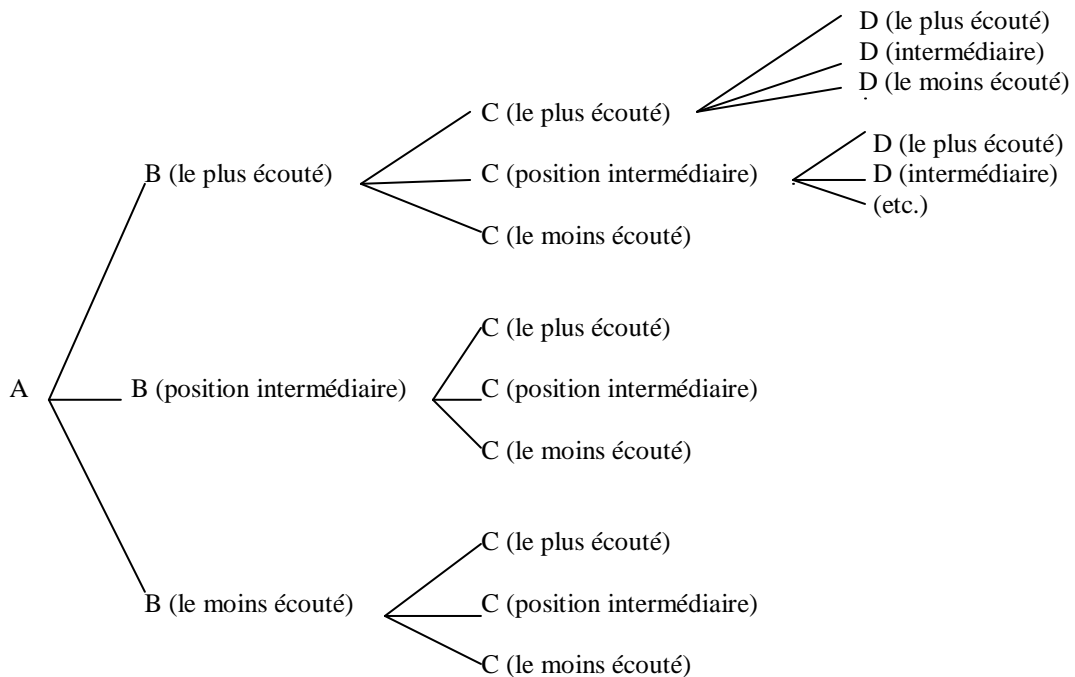 D (le plus écouté)
D (intermédiaire)
D (le moins écouté)
C (le plus écouté)
D (le plus écouté)
B (le plus écouté)
C (position intermédiaire)
D (intermédiaire)
(etc.)
C (le moins écouté)
C (le plus écouté)
A
B (position intermédiaire)
C (position intermédiaire)
C (le moins écouté)
C (le plus écouté)
B (le moins écouté)
C (position intermédiaire)
C (le moins écouté)